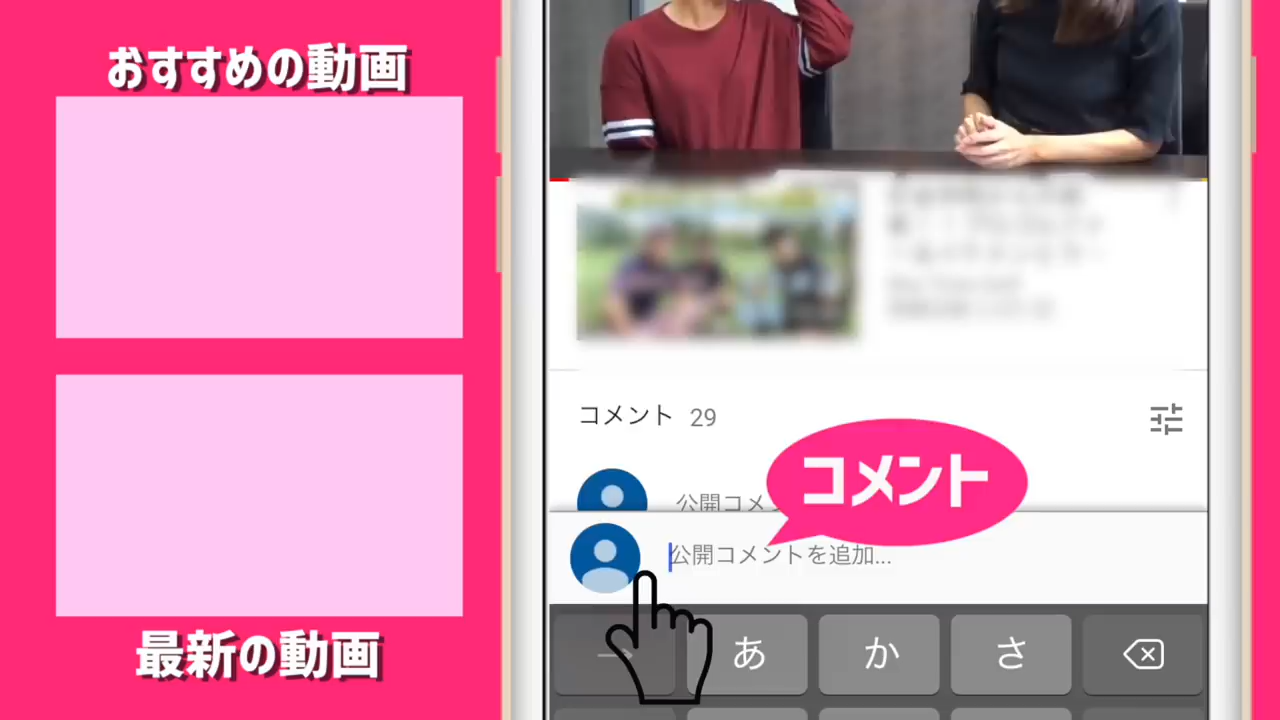 おすすめの動画
最新の動画
コメント 29
コメント
公開コメ
公開コメントを追加...
あ
か
さ